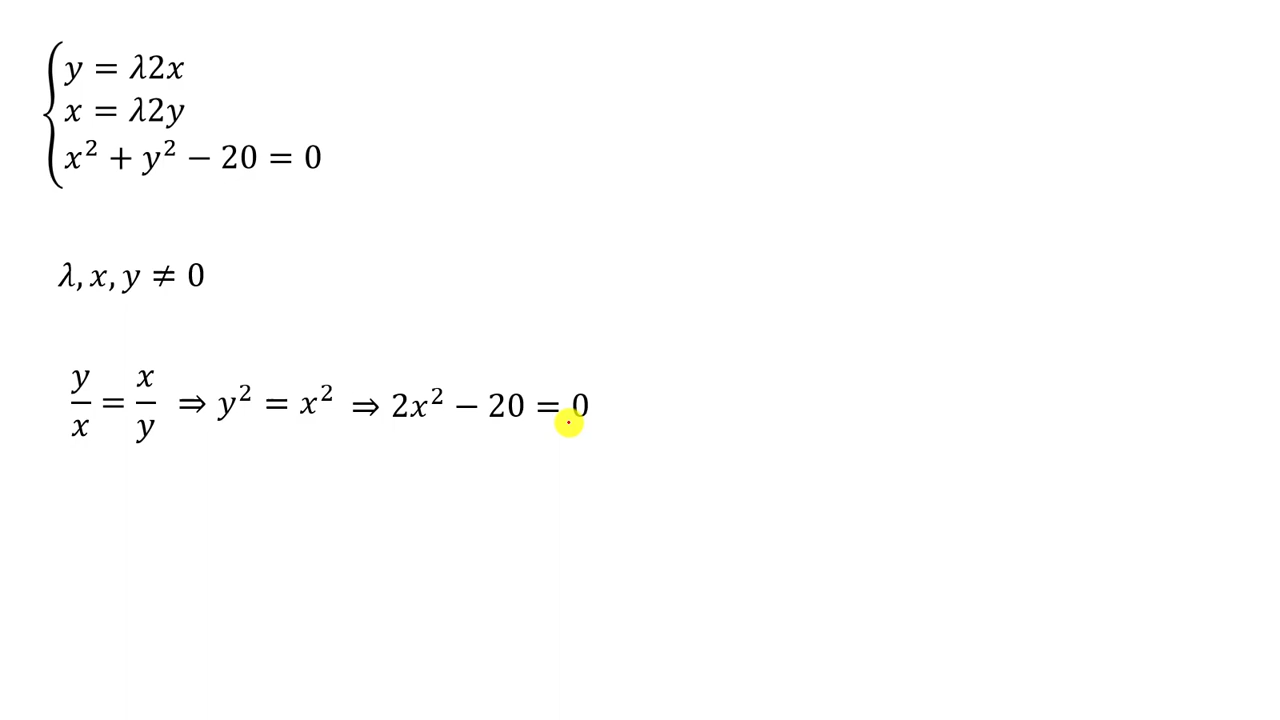 y = λ2x
x = λ2y
x² + y² − 20 = 0
λ, x, y ≠ 0
y/x = x/y ⇒ y² = x² ⇒ 2x² − 20 = 0